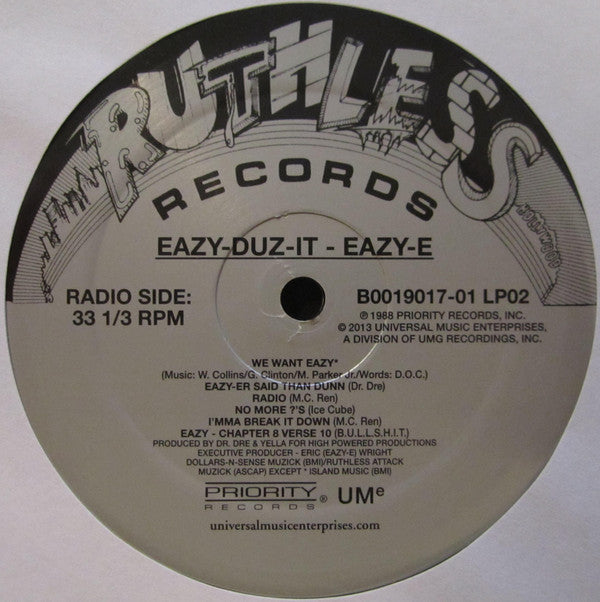 RUTHLESS
RECORDS
HOLLYWOOD
EAZY-DUZ-IT - EAZY-E
RADIO SIDE:
33 1/3 RPM
B0019017-01 LP02
℗ 1988 PRIORITY RECORDS, INC.
© 2013 UNIVERSAL MUSIC ENTERPRISES,
A DIVISION OF UMG RECORDINGS, INC.
WE WANT EAZY*
(Music: W. Collins/G. Clinton/M. Parker Jr./Words: D.O.C.)
EAZY-ER SAID THAN DUNN (Dr. Dre)
RADIO (M.C. Ren)
NO MORE ?'S (Ice Cube)
I'MMA BREAK IT DOWN (M.C. Ren)
EAZY - CHAPTER 8 VERSE 10 (B.U.L.L.S.H.I.T.)
PRODUCED BY DR. DRE & YELLA FOR HIGH POWERED PRODUCTIONS
EXECUTIVE PRODUCER - ERIC (EAZY-E) WRIGHT
DOLLARS-N-SENSE MUZICK (BMI)/RUTHLESS ATTACK
MUZICK (ASCAP) EXCEPT * ISLAND MUSIC (BMI)
PRIORITY ® UMe
RECORDS
universalmusicenterprises.com